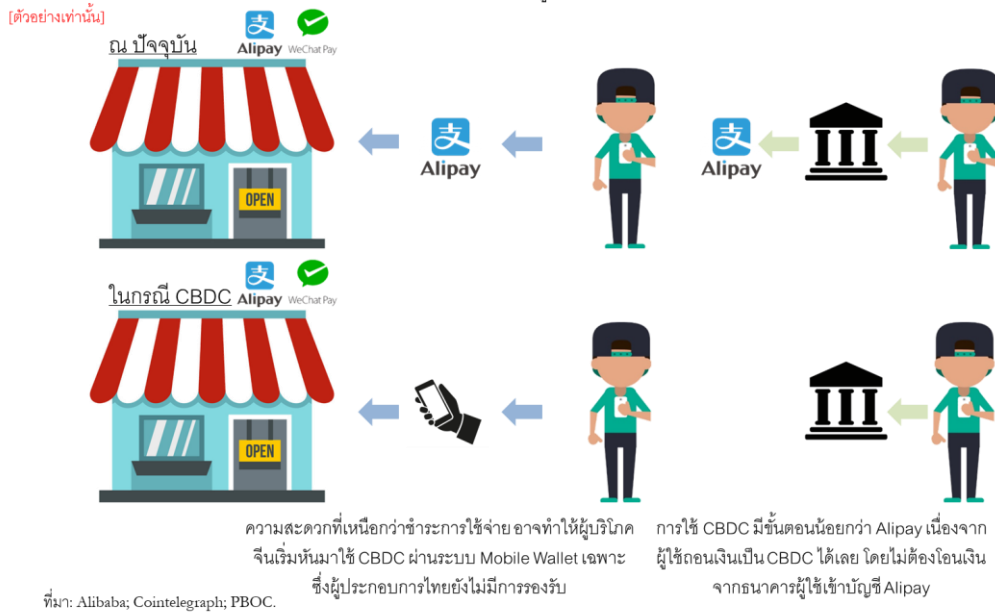 [ตัวอย่างเท่านั้น]
ณ ปัจจุบัน
支
Alipay
WeChat Pay
OPEN
支
Alipay
支
Alipay
ในกรณี CBDC
支
Alipay
WeChat Pay
OPEN
ความสะดวกที่เหนือกว่าชำระการใช้จ่าย อาจทำให้ผู้บริโภค
จีนเริ่มหันมาใช้ CBDC ผ่านระบบ Mobile Wallet เฉพาะ
ซึ่งผู้ประกอบการไทยยังไม่มีการรองรับ
การใช้ CBDC มีขั้นตอนน้อยกว่า Alipay เนื่องจาก
ผู้ใช้ถอนเงินเป็น CBDC ได้เลย โดยไม่ต้องโอนเงิน
จากธนาคารผู้ใช้เข้าบัญชี Alipay
ที่มา: Alibaba; Cointelegraph; PBOC.